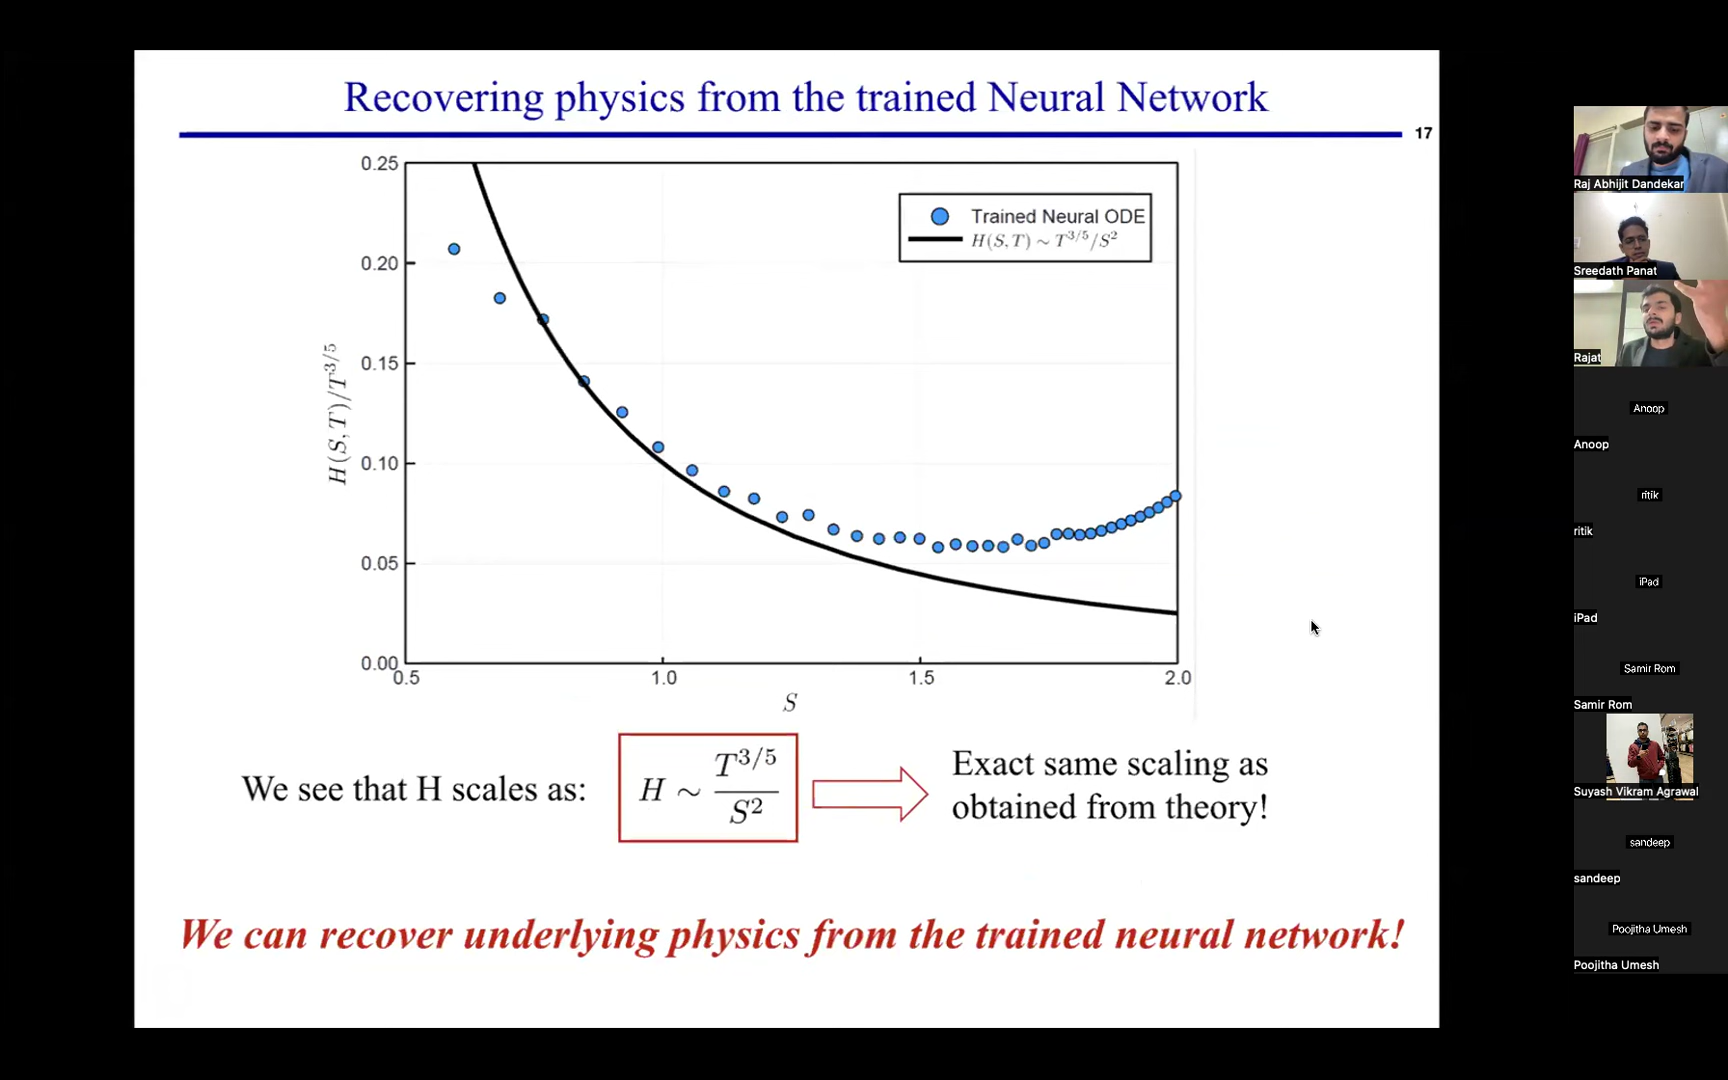 Recovering physics from the trained Neural Network
17
0.25
0.20
0.15
0.10
0.05
0.00
H(S,T)/T^{3/5}
Trained Neural ODE
H(S,T) ~ T^{3/5}/S^2
0.5 1.0 1.5 2.0
S
We see that H scales as:
H ~ T^{3/5} / S^2
Exact same scaling as
obtained from theory!
We can recover underlying physics from the trained neural network!
Raj Abhijit Dandekar
Sreedath Panat
Rajat
Anoop
Anoop
ritik
ritik
iPad
iPad
Samir Rom
Samir Rom
Suyash Vikram Agrawal
sandeep
sandeep
Poojitha Umesh
Poojitha Umesh